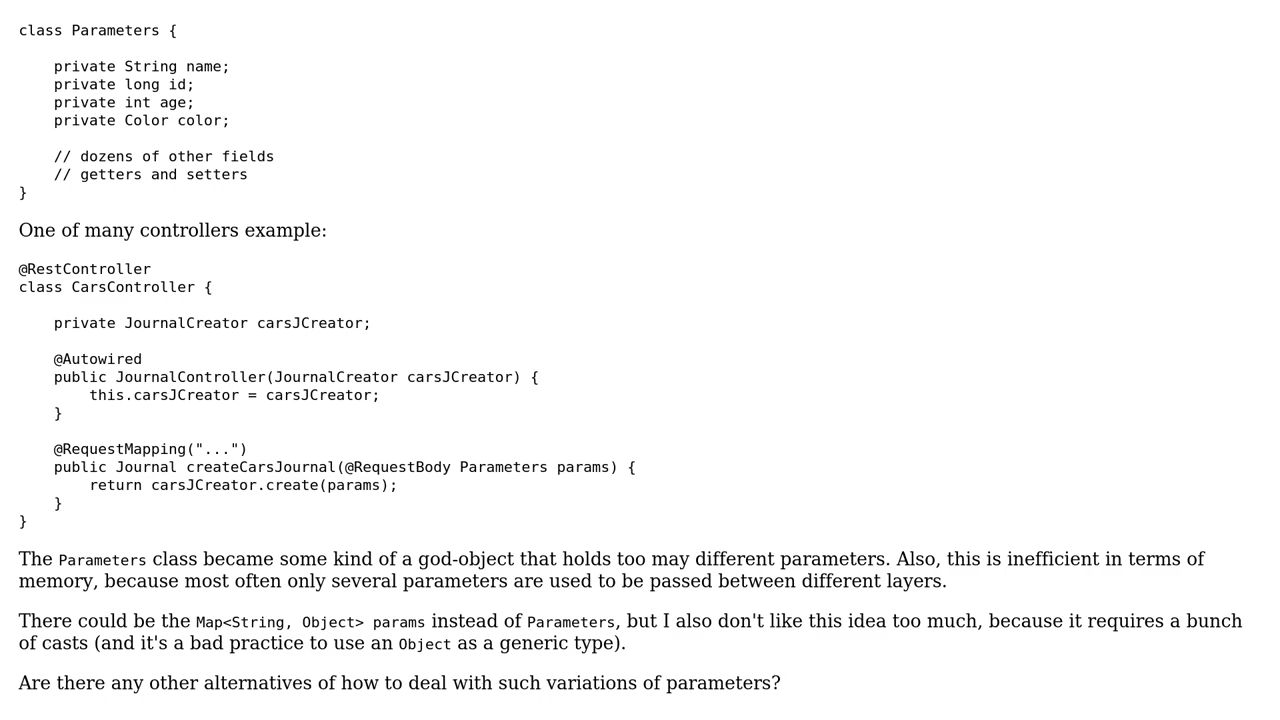 class Parameters {
    private String name;
    private long id;
    private int age;
    private Color color;
    // dozens of other fields
    // getters and setters
}
One of many controllers example:
@RestController
class CarsController {
    private JournalCreator carsJCreator;
    @Autowired
    public JournalController(JournalCreator carsJCreator) {
        this.carsJCreator = carsJCreator;
    }
    @RequestMapping("...")
    public Journal createCarsJournal(@RequestBody Parameters params) {
        return carsJCreator.create(params);
    }
}
The Parameters class became some kind of a god-object that holds too may different parameters. Also, this is inefficient in terms of
memory, because most often only several parameters are used to be passed between different layers.
There could be the Map<String, Object> params instead of Parameters, but I also don't like this idea too much, because it requires a bunch
of casts (and it's a bad practice to use an Object as a generic type).
Are there any other alternatives of how to deal with such variations of parameters?